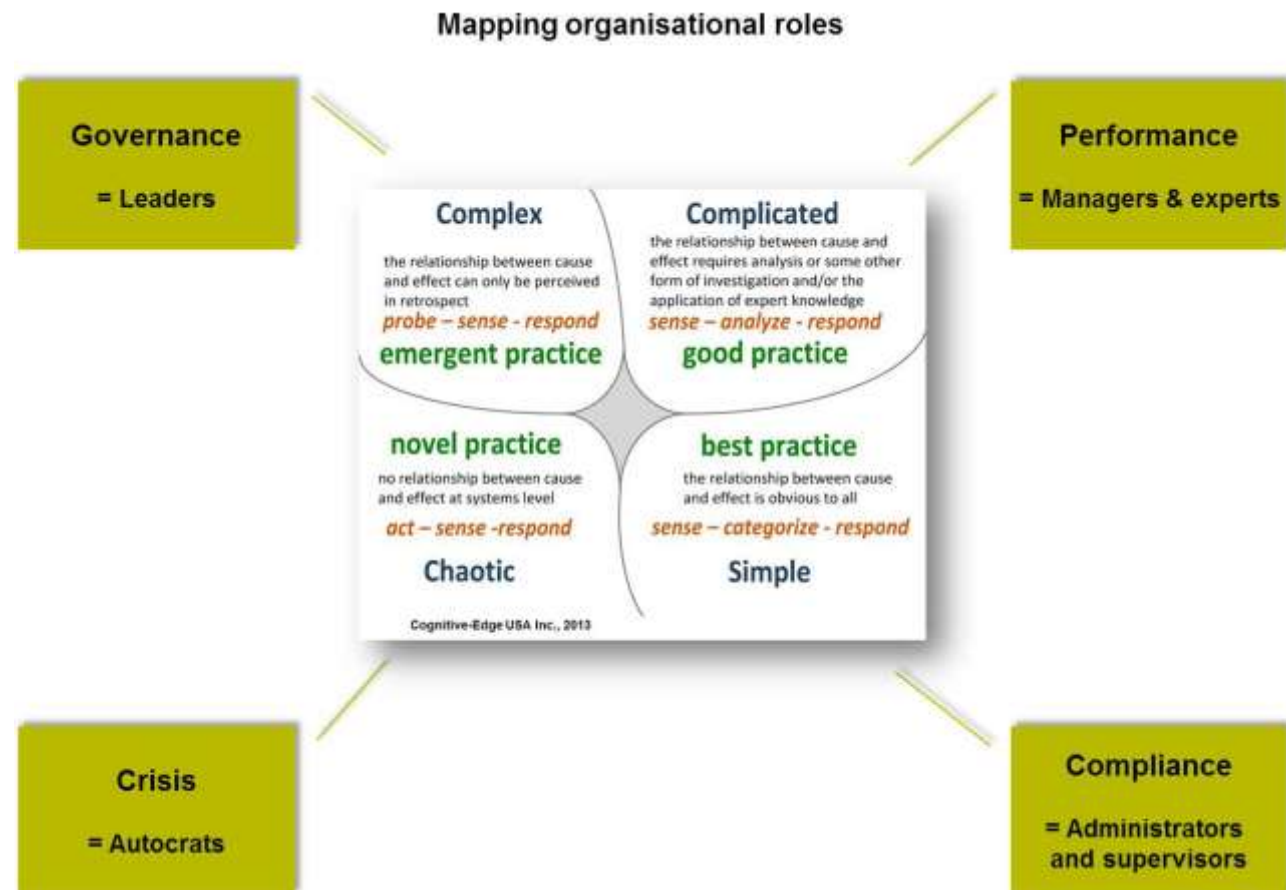 Mapping organisational roles
Governance
= Leaders
Performance
= Managers & experts
Complex
the relationship between cause
and effect can only be perceived
in retrospect
probe – sense - respond
emergent practice
Complicated
the relationship between cause and
effect requires analysis or some other
form of investigation and/or the
application of expert knowledge
sense – analyze - respond
good practice
novel practice
no relationship between cause
and effect at systems level
act – sense -respond
Chaotic
best practice
the relationship between cause
and effect is obvious to all
sense – categorize - respond
Simple
Cognitive-Edge USA Inc., 2013
Crisis
= Autocrats
Compliance
= Administrators
and supervisors